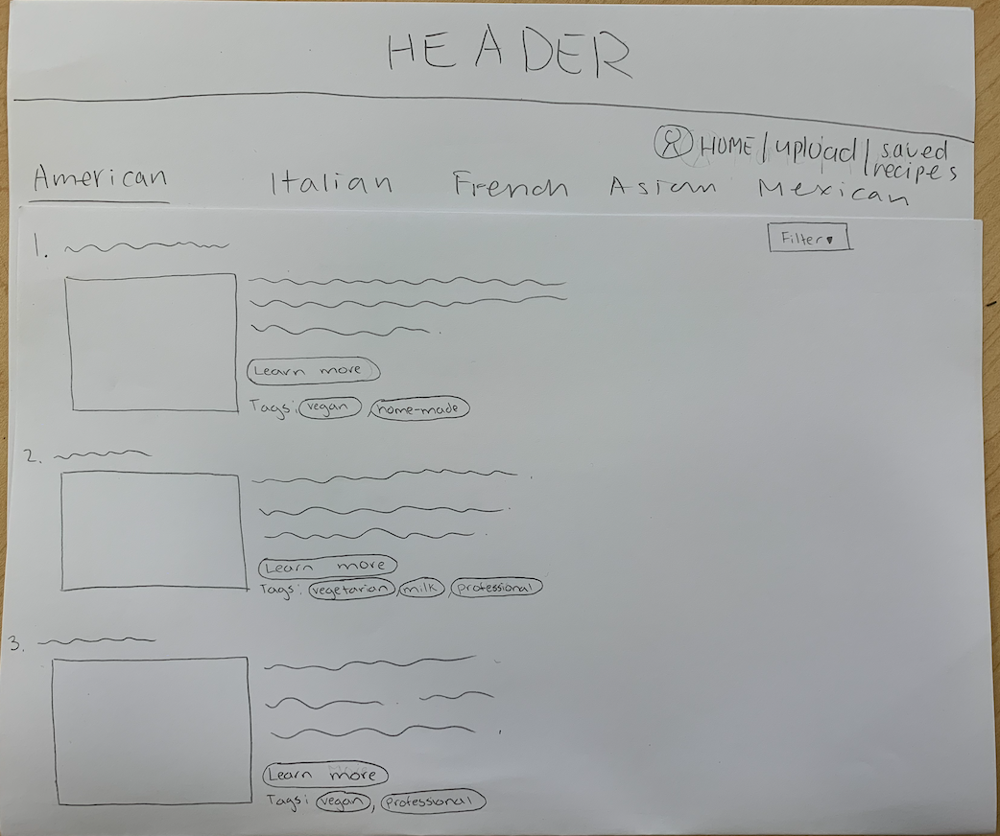 HEADER
HOME / upload / saved recipes
American Italian French Asian Mexican
Filter ▾
1.
Learn more
Tags: vegan, home-made
2.
Learn more
Tags: vegetarian, milk, professional
3.
Learn more
Tags: vegan, professional